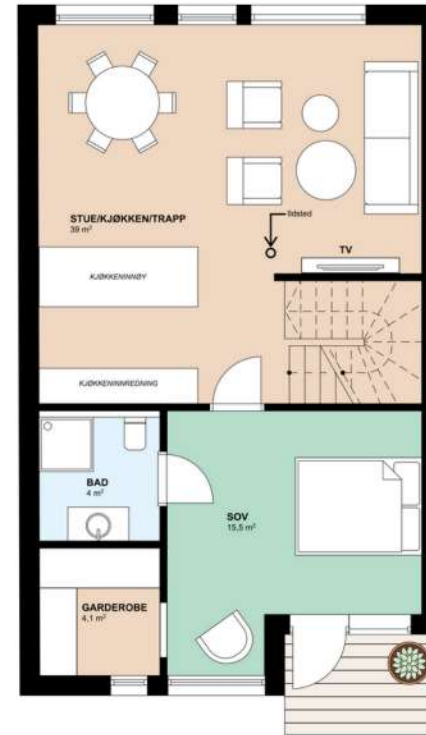 STUE/KJØKKEN/TRAPP
39 m²
Ildsted
TV
KJØKKENINNØY
KJØKKENINNREDNING
BAD
4 m²
SOV
15,5 m²
GARDEROBE
4,1 m²